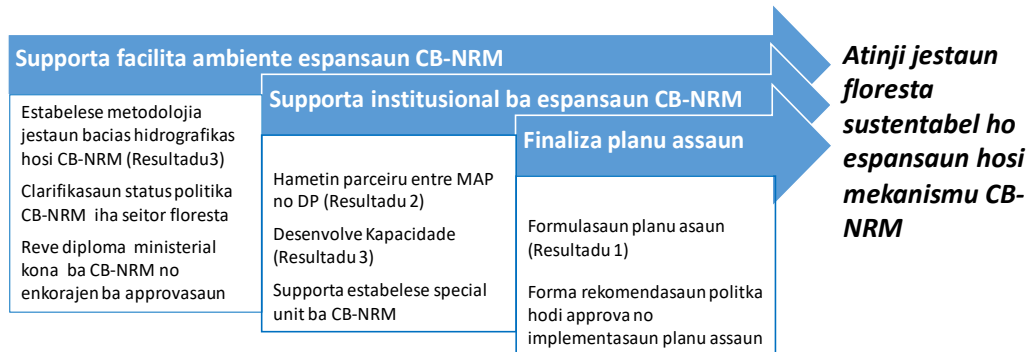 Supporta facilita ambiente espansaun CB-NRM
Estabelese metodolojia
jestaun bacias hidrografikas
hosi CB-NRM (Resultadu3)
Clarifikasaun status politika
CB-NRM iha seitor floresta
Reve diploma ministerial
kona ba CB-NRM no
enkorajen ba approvasaun
Supporta institusional ba espansaun CB-NRM
Hametin parceiru entre MAP
no DP (Resultadu 2)
Desenvolve Kapacidade
(Resultadu 3)
Supporta estabelese special
unit ba CB-NRM
Finaliza planu assaun
Formulasaun planu asaun
(Resultadu 1)
Forma rekomendasaun politka
hodi approva no
implementasaun planu assaun
Atinji jestaun
floresta
sustentabel ho
espansaun hosi
mekanismu CB-
NRM